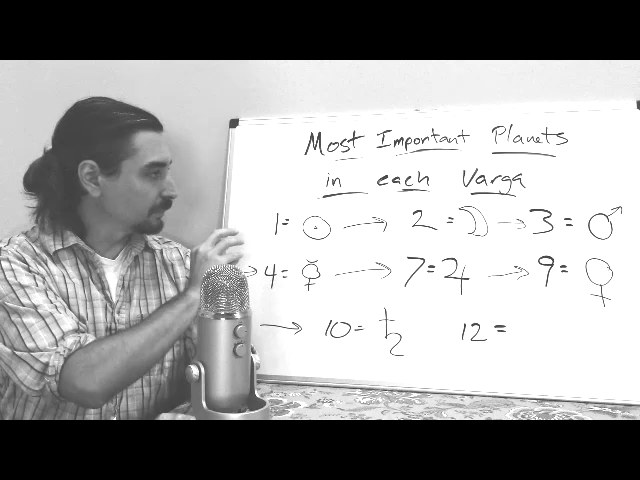 Most Important Planets
in each Varga
1 = ☉ → 2 = ☽ → 3 = ♂
→ 4 = ☿ → 7 = ♃ → 9 = ♀
→ 10 = ♄ 12 =